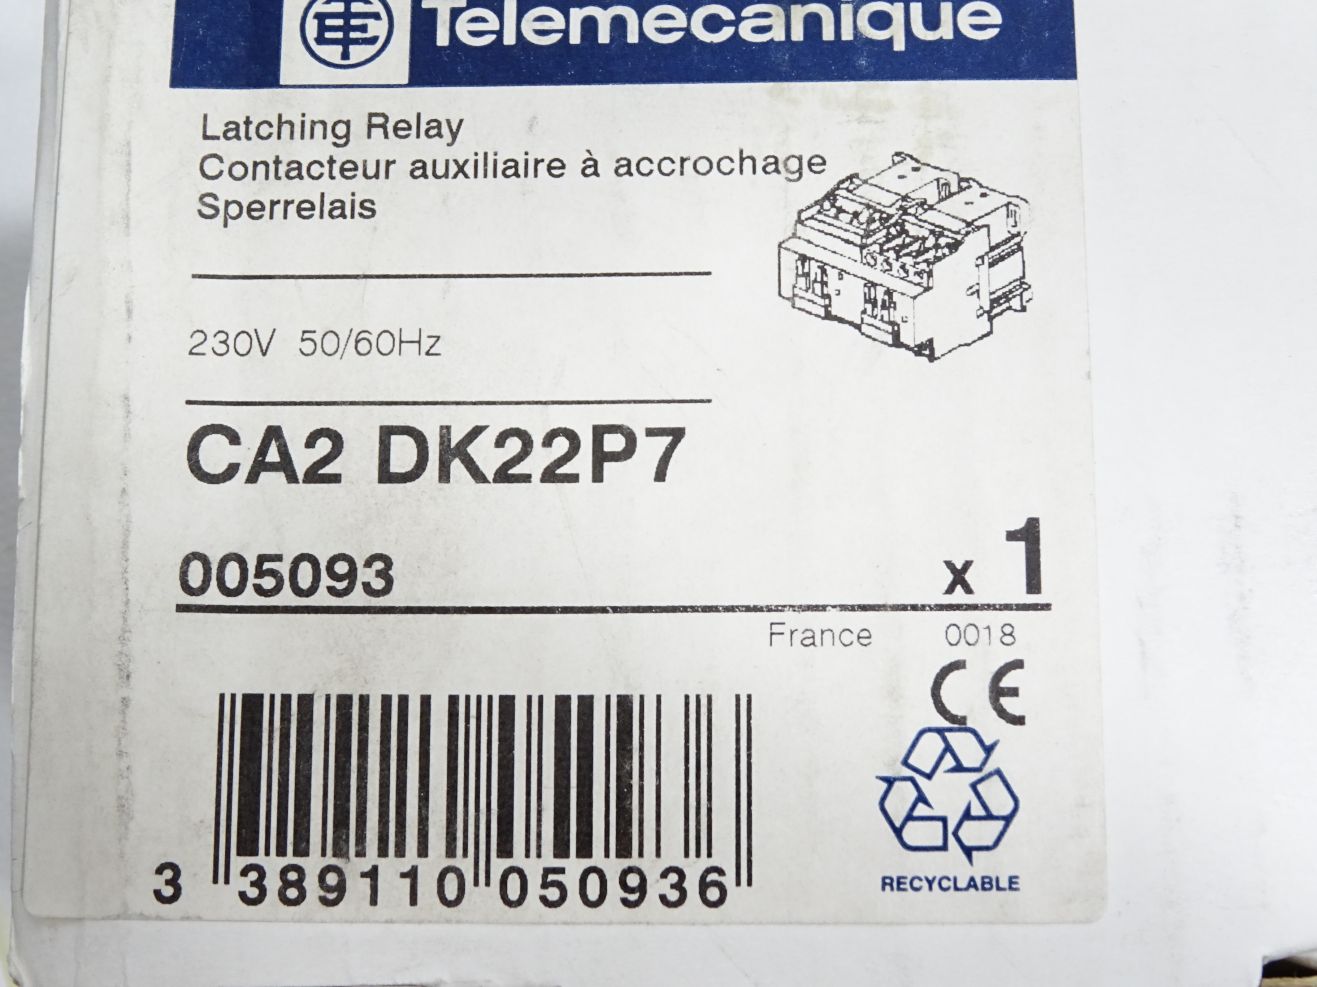 Telemecanique
Latching Relay
Contacteur auxiliaire à accrochage
Sperrelais
230V 50/60Hz
CA2 DK22P7
005093 x 1
France 0018
CE
3 389110 050936
RECYCLABLE